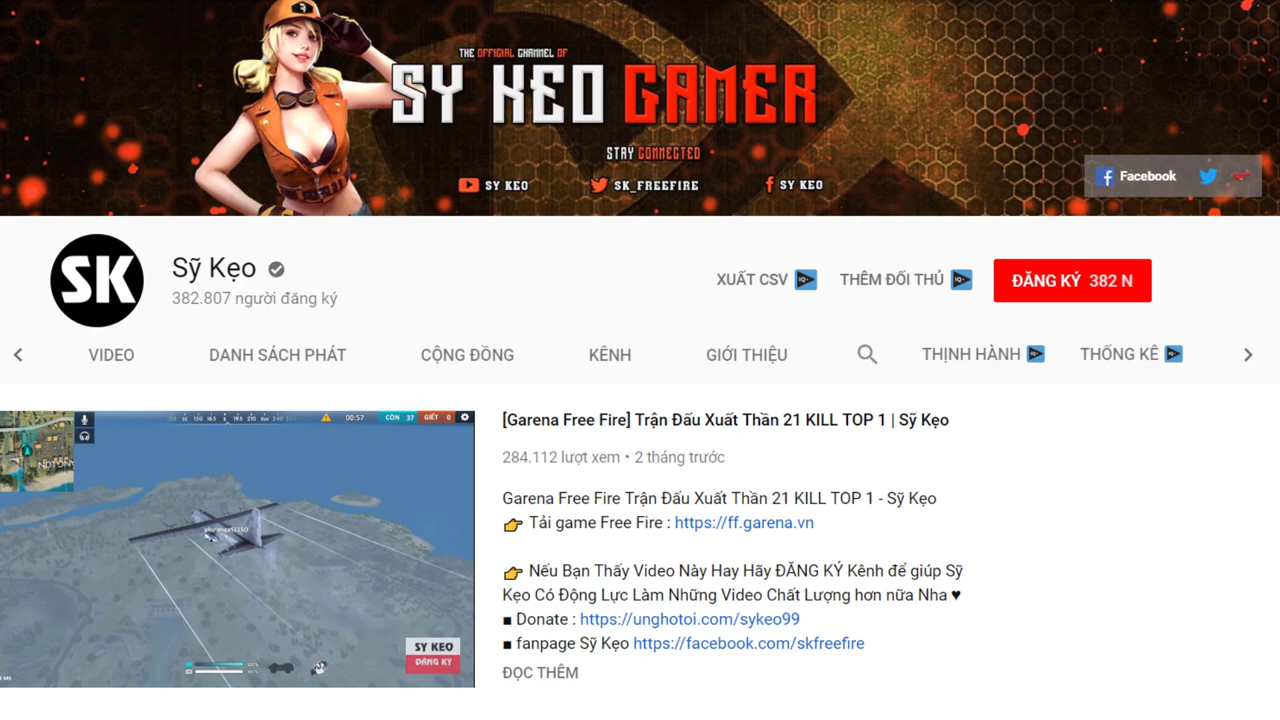 THE OFFICIAL CHANNEL OF
SY KEO GAMER
STAY CONNECTED
SY KEO
SK_FREEFIRE
SY KEO
Facebook
SK
Sỹ Kẹo
382.807 người đăng ký
XUẤT CSV
THÊM ĐỐI THỦ
ĐĂNG KÝ 382 N
VIDEO
DANH SÁCH PHÁT
CỘNG ĐỒNG
KÊNH
GIỚI THIỆU
THỊNH HÀNH
THỐNG KÊ
150 165 S 195 210
00:57
CÒN 37
GIẾT 0
SY KEO
ĐĂNG KÝ
[Garena Free Fire] Trận Đấu Xuất Thần 21 KILL TOP 1 | Sỹ Kẹo
284.112 lượt xem • 2 tháng trước
Garena Free Fire Trận Đấu Xuất Thần 21 KILL TOP 1 - Sỹ Kẹo
👉 Tải game Free Fire : https://ff.garena.vn
👉 Nếu Bạn Thấy Video Này Hay Hãy ĐĂNG KÝ Kênh để giúp Sỹ
Kẹo Có Động Lực Làm Những Video Chất Lượng hơn nữa Nha ♥
■ Donate : https://unghotoi.com/sykeo99
■ fanpage Sỹ Kẹo https://facebook.com/skfreefire
ĐỌC THÊM